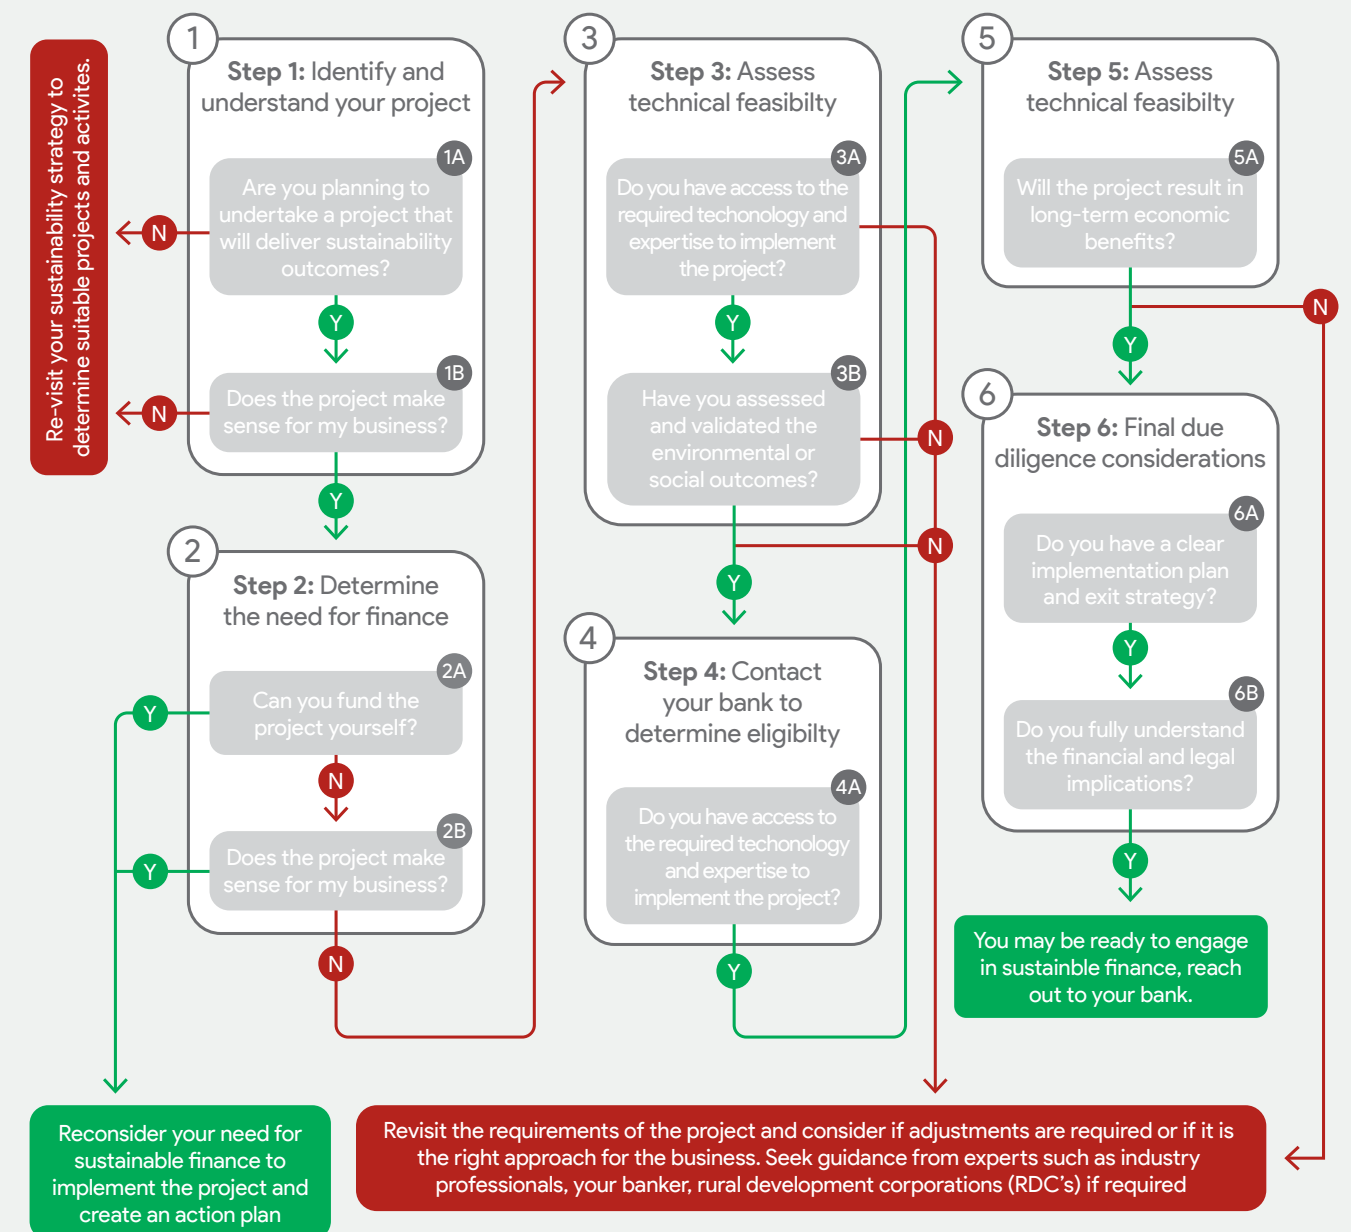 Re-visit your sustainability strategy to
determine suitable projects and activites.
1
Step 1: Identify and
understand your project
1A
Are you planning to
undertake a project that
will deliver sustainability
outcomes?
N
Y
1B
Does the project make
sense for my business?
N
Y
2
Step 2: Determine
the need for finance
2A
Can you fund the
project yourself?
Y
N
2B
Does the project make
sense for my business?
Y
N
Reconsider your need for
sustainable finance to
implement the project and
create an action plan
3
Step 3: Assess
technical feasibilty
3A
Do you have access to the
required techonology and
expertise to implement
the project?
Y
3B
Have you assessed
and validated the
environmental or
social outcomes?
N
N
Y
4
Step 4: Contact
your bank to
determine eligibilty
4A
Do you have access to
the required techonology
and expertise to
implement the project?
Y
5
Step 5: Assess
technical feasibilty
5A
Will the project result in
long-term economic
benefits?
N
Y
6
Step 6: Final due
diligence considerations
6A
Do you have a clear
implementation plan
and exit strategy?
Y
6B
Do you fully understand
the financial and legal
implications?
Y
You may be ready to engage
in sustainble finance, reach
out to your bank.
Revisit the requirements of the project and consider if adjustments are required or if it is
the right approach for the business. Seek guidance from experts such as industry
professionals, your banker, rural development corporations (RDC's) if required